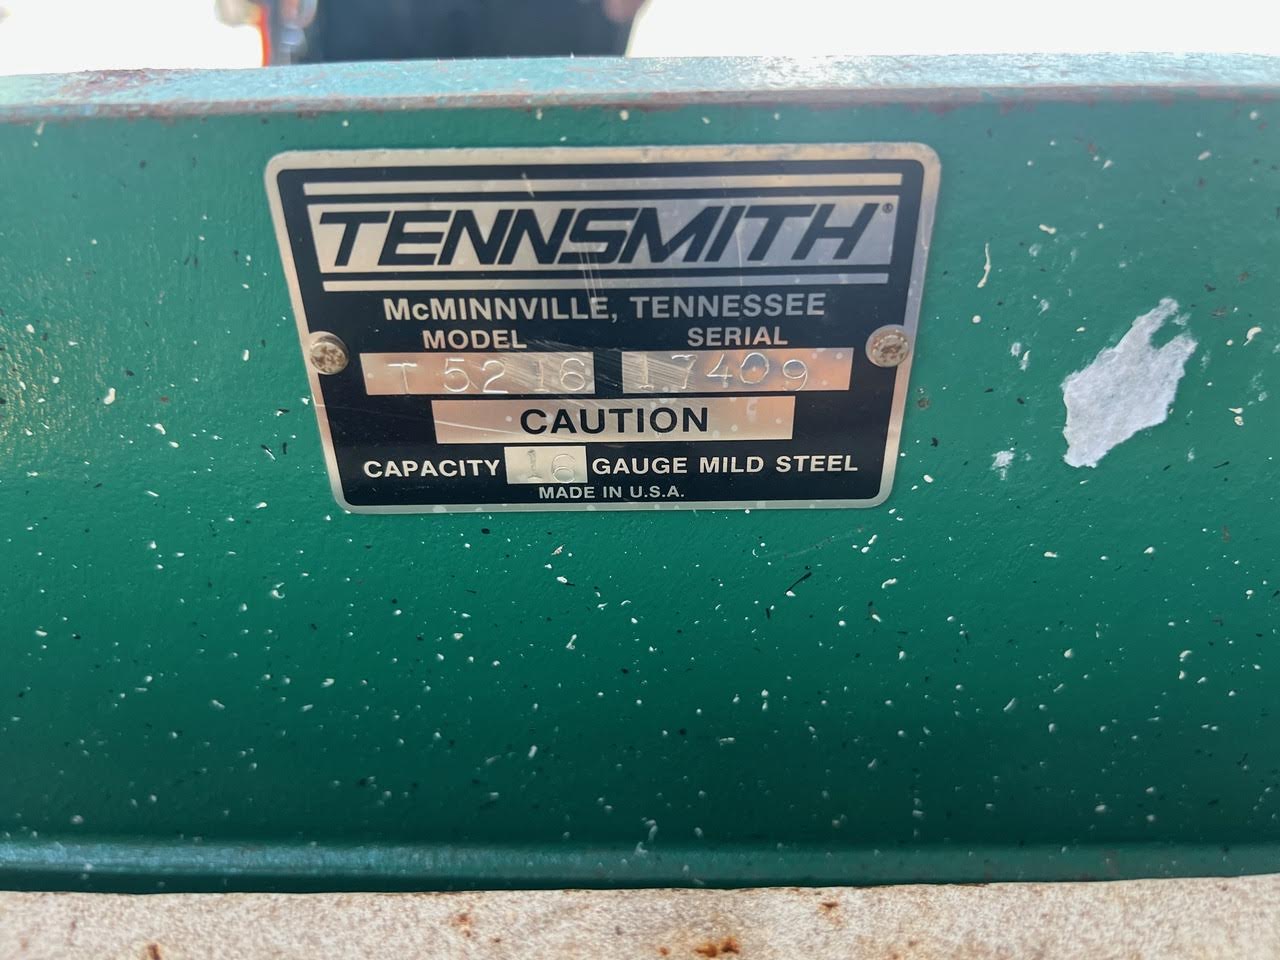 TENNSMITH®
McMINNVILLE, TENNESSEE
MODEL SERIAL
T 52 16 17409
CAUTION
CAPACITY 16 GAUGE MILD STEEL
MADE IN U.S.A.